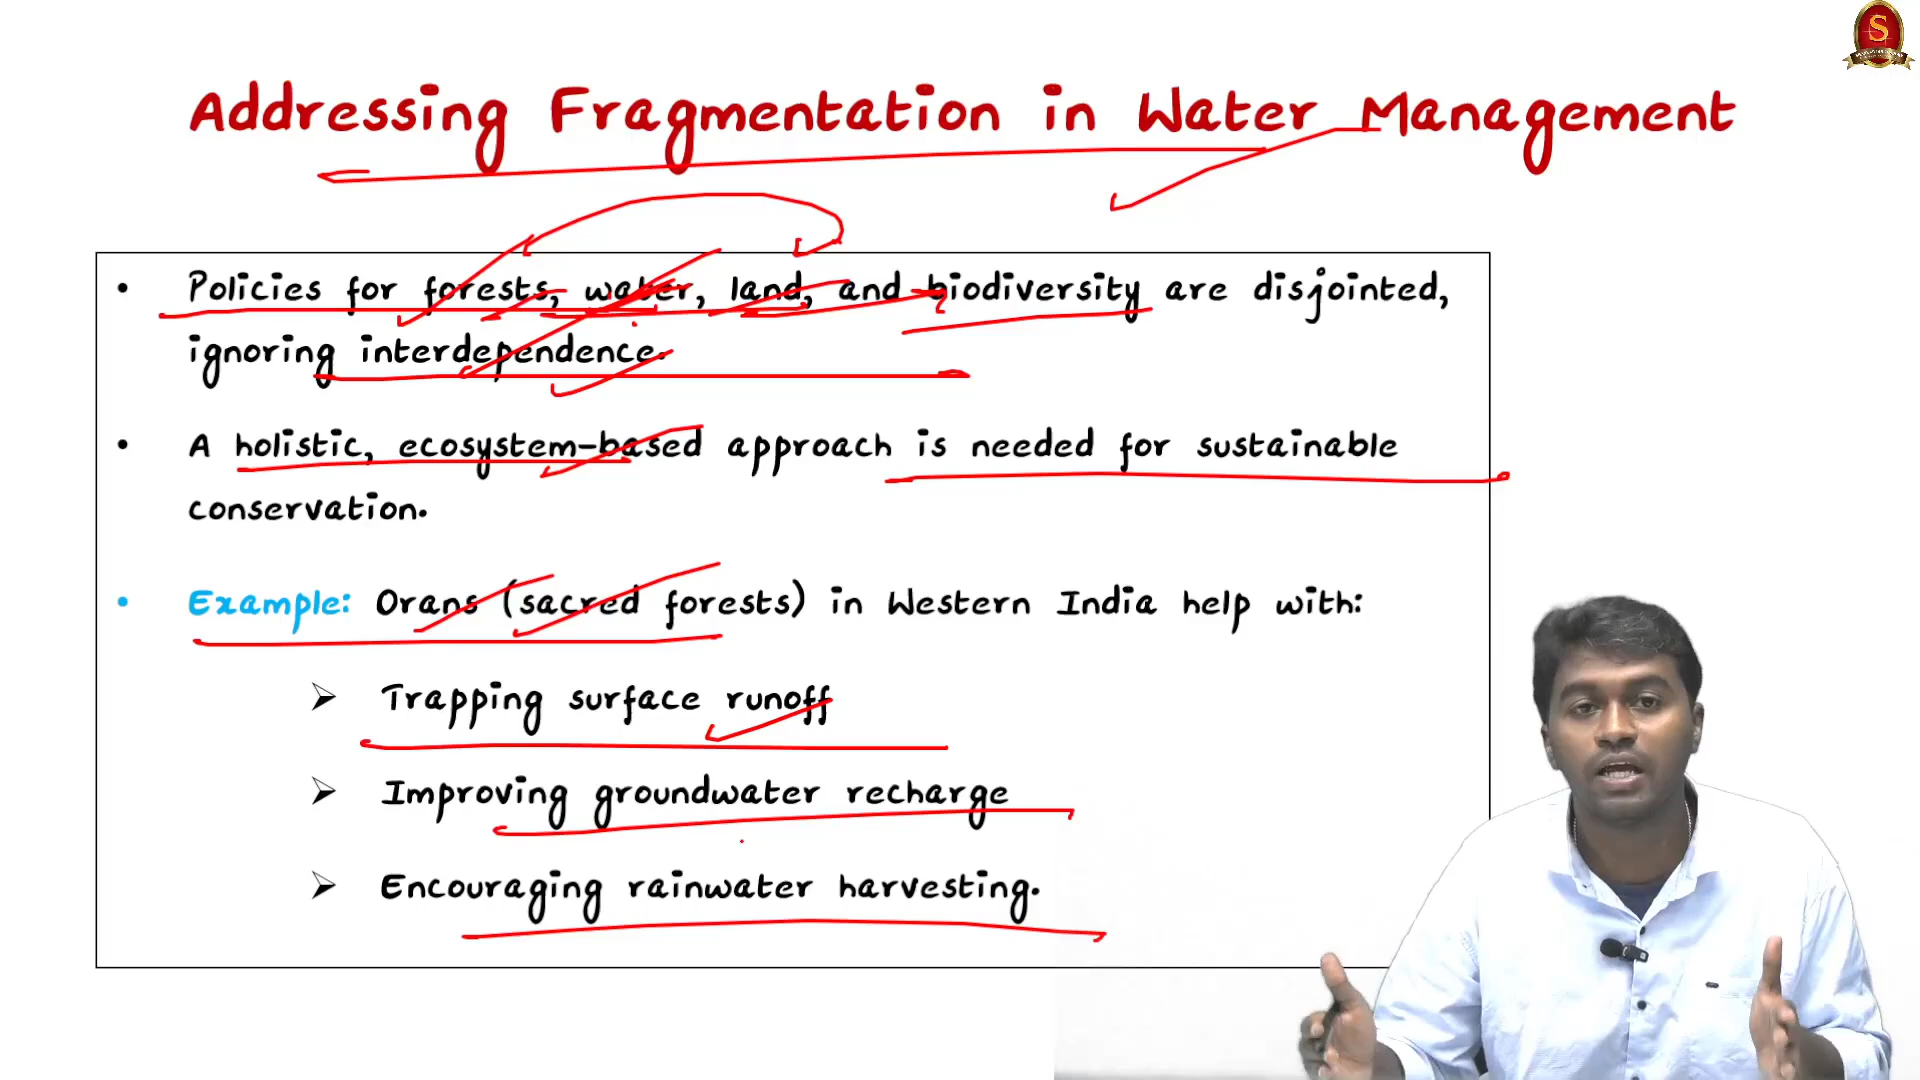 Addressing Fragmentation in Water Management
• Policies for forests, water, land, and biodiversity are disjointed,
ignoring interdependence.
• A holistic, ecosystem-based approach is needed for sustainable
conservation.
• Example: Orans (sacred forests) in Western India help with:
➢ Trapping surface runoff
➢ Improving groundwater recharge
➢ Encouraging rainwater harvesting.
S